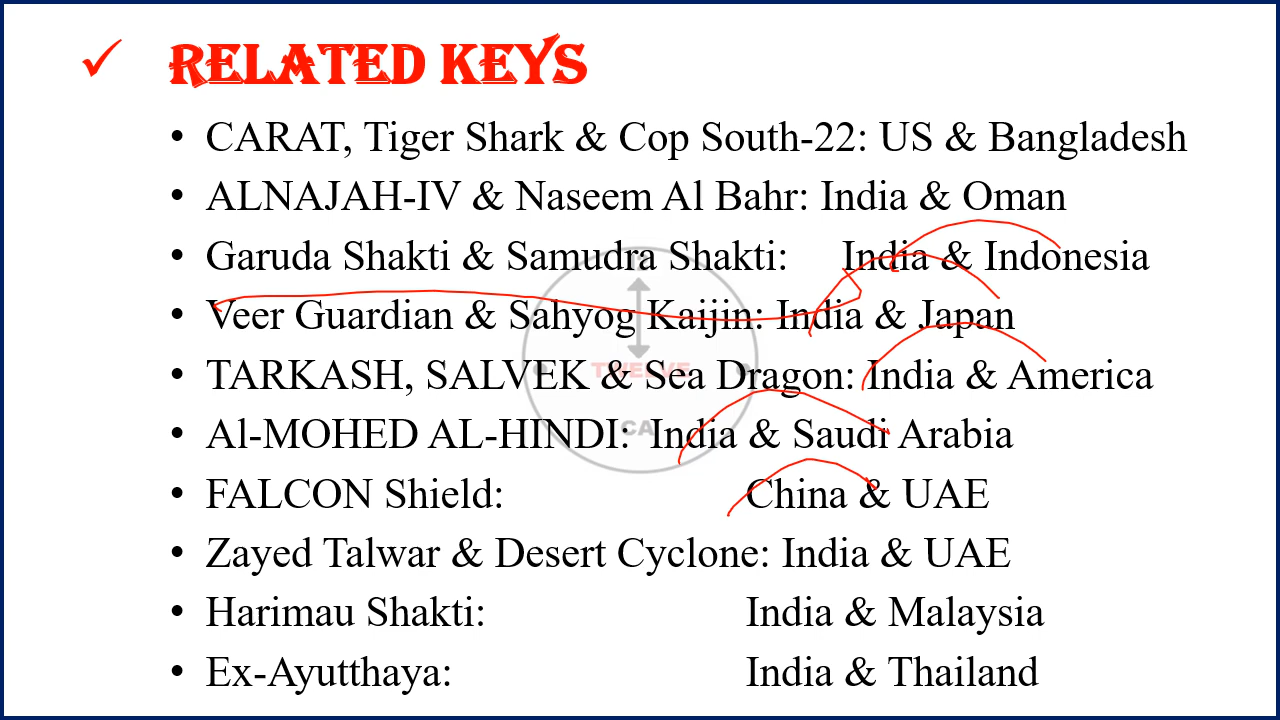 ✓ RELATED KEYS
• CARAT, Tiger Shark & Cop South-22: US & Bangladesh
• ALNAJAH-IV & Naseem Al Bahr: India & Oman
• Garuda Shakti & Samudra Shakti: India & Indonesia
• Veer Guardian & Sahyog Kaijin: India & Japan
• TARKASH, SALVEK & Sea Dragon: India & America
TWELVE
• Al-MOHED AL-HINDI: India & Saudi Arabia
CA
• FALCON Shield: China & UAE
• Zayed Talwar & Desert Cyclone: India & UAE
• Harimau Shakti: India & Malaysia
• Ex-Ayutthaya: India & Thailand